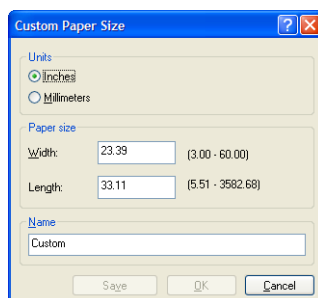 Custom Paper Size
Units
Inches
Millimeters
Paper size
Width: 23.39 (3.00 - 60.00)
Length: 33.11 (5.51 - 3582.68)
Name
Custom
Save OK Cancel